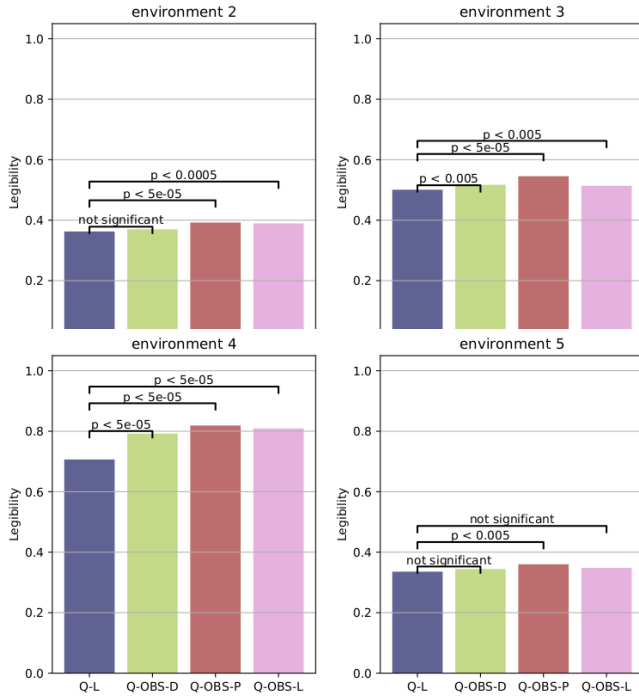 environment 2
1.0
0.8
0.6
0.4
0.2
Legibility
p < 0.0005
p < 5e-05
not significant
environment 3
1.0
0.8
0.6
0.4
0.2
Legibility
p < 0.005
p < 5e-05
p < 0.005
environment 4
1.0
0.8
0.6
0.4
0.2
0.0
Legibility
p < 5e-05
p < 5e-05
p < 5e-05
Q-L Q-OBS-D Q-OBS-P Q-OBS-L
environment 5
1.0
0.8
0.6
0.4
0.2
0.0
Legibility
not significant
p < 0.005
not significant
Q-L Q-OBS-D Q-OBS-P Q-OBS-L